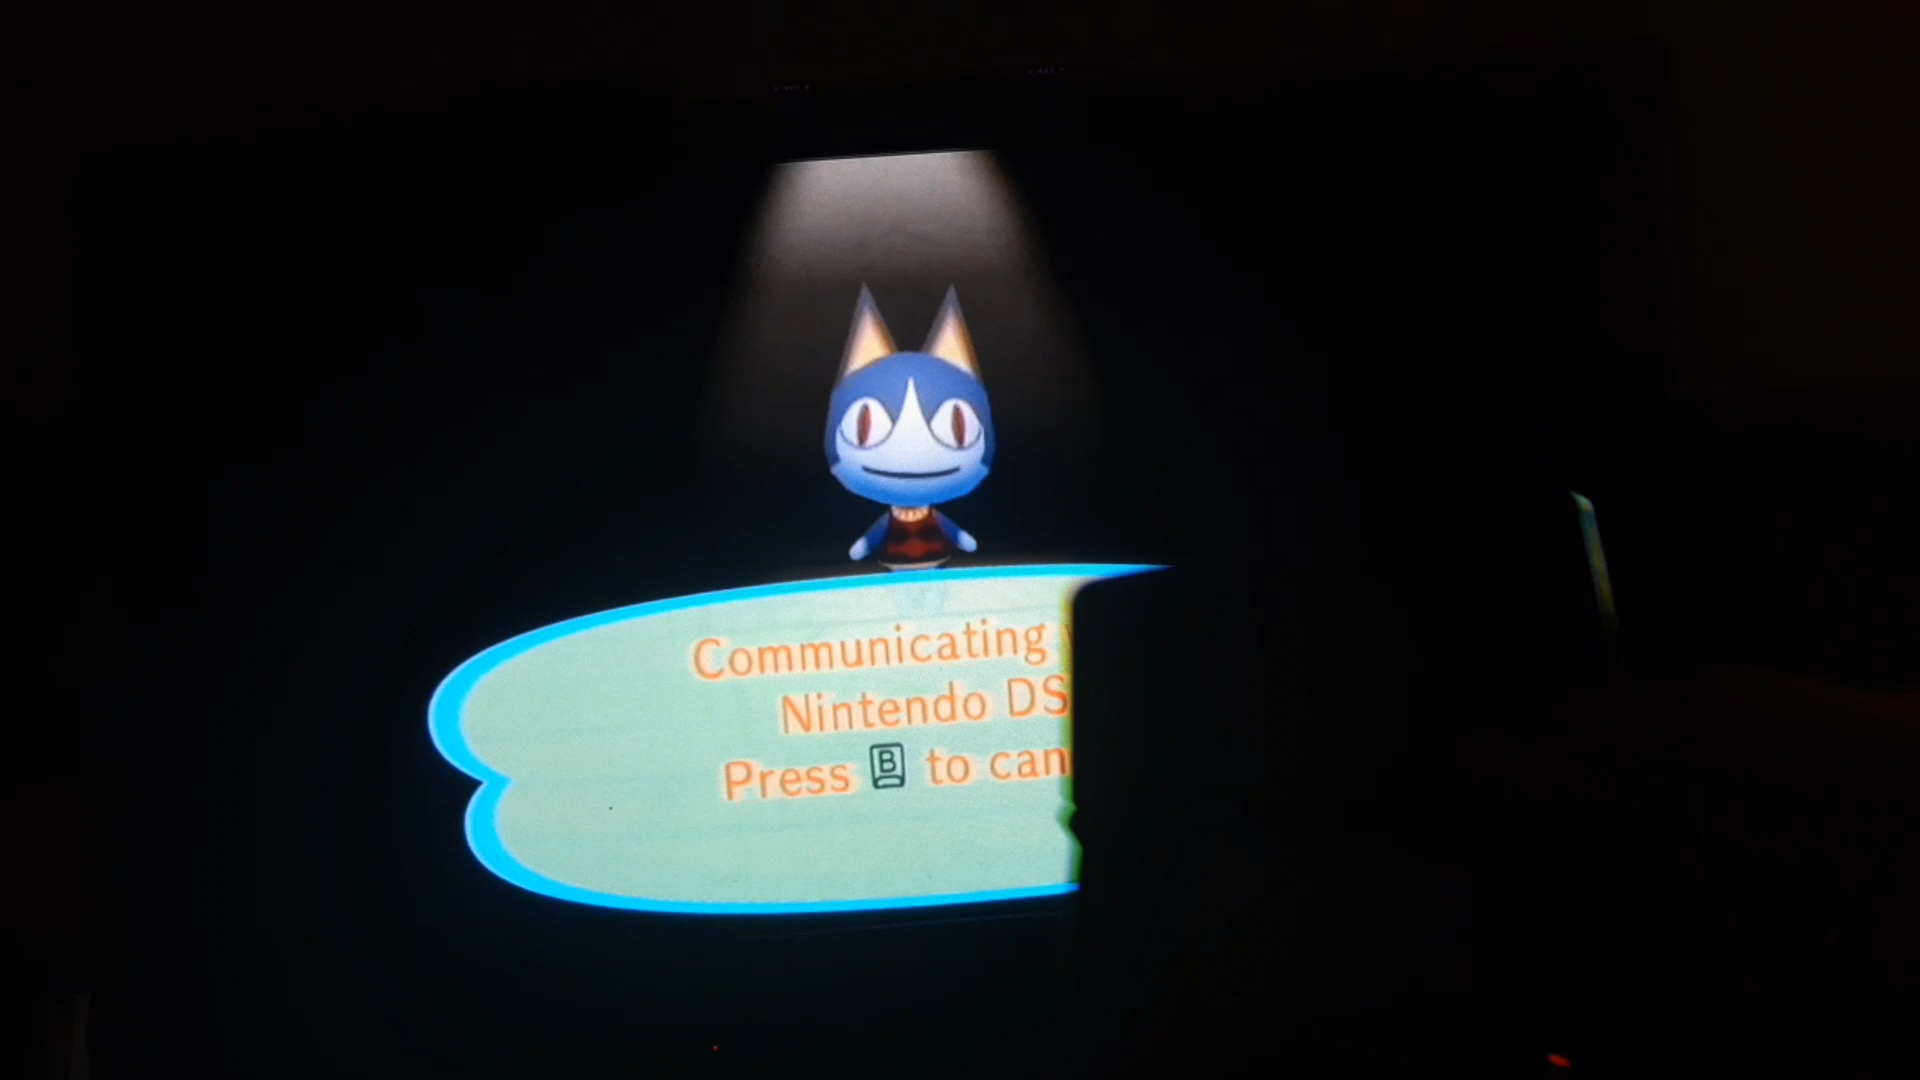 Communicating
Nintendo DS
Press B to can